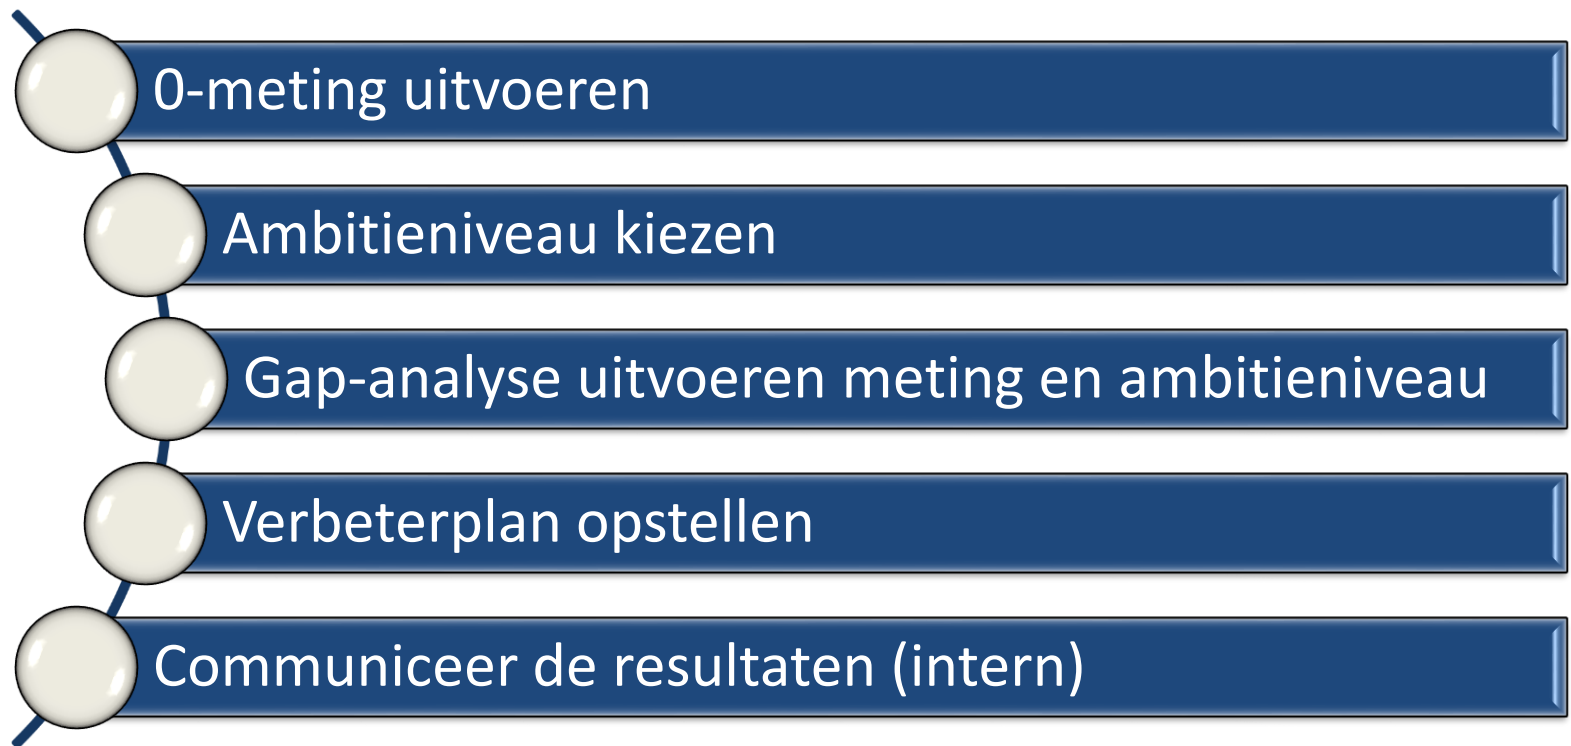 0-meting uitvoeren
Ambitieniveau kiezen
Gap-analyse uitvoeren meting en ambitieniveau
Verbeterplan opstellen
Communiceer de resultaten (intern)